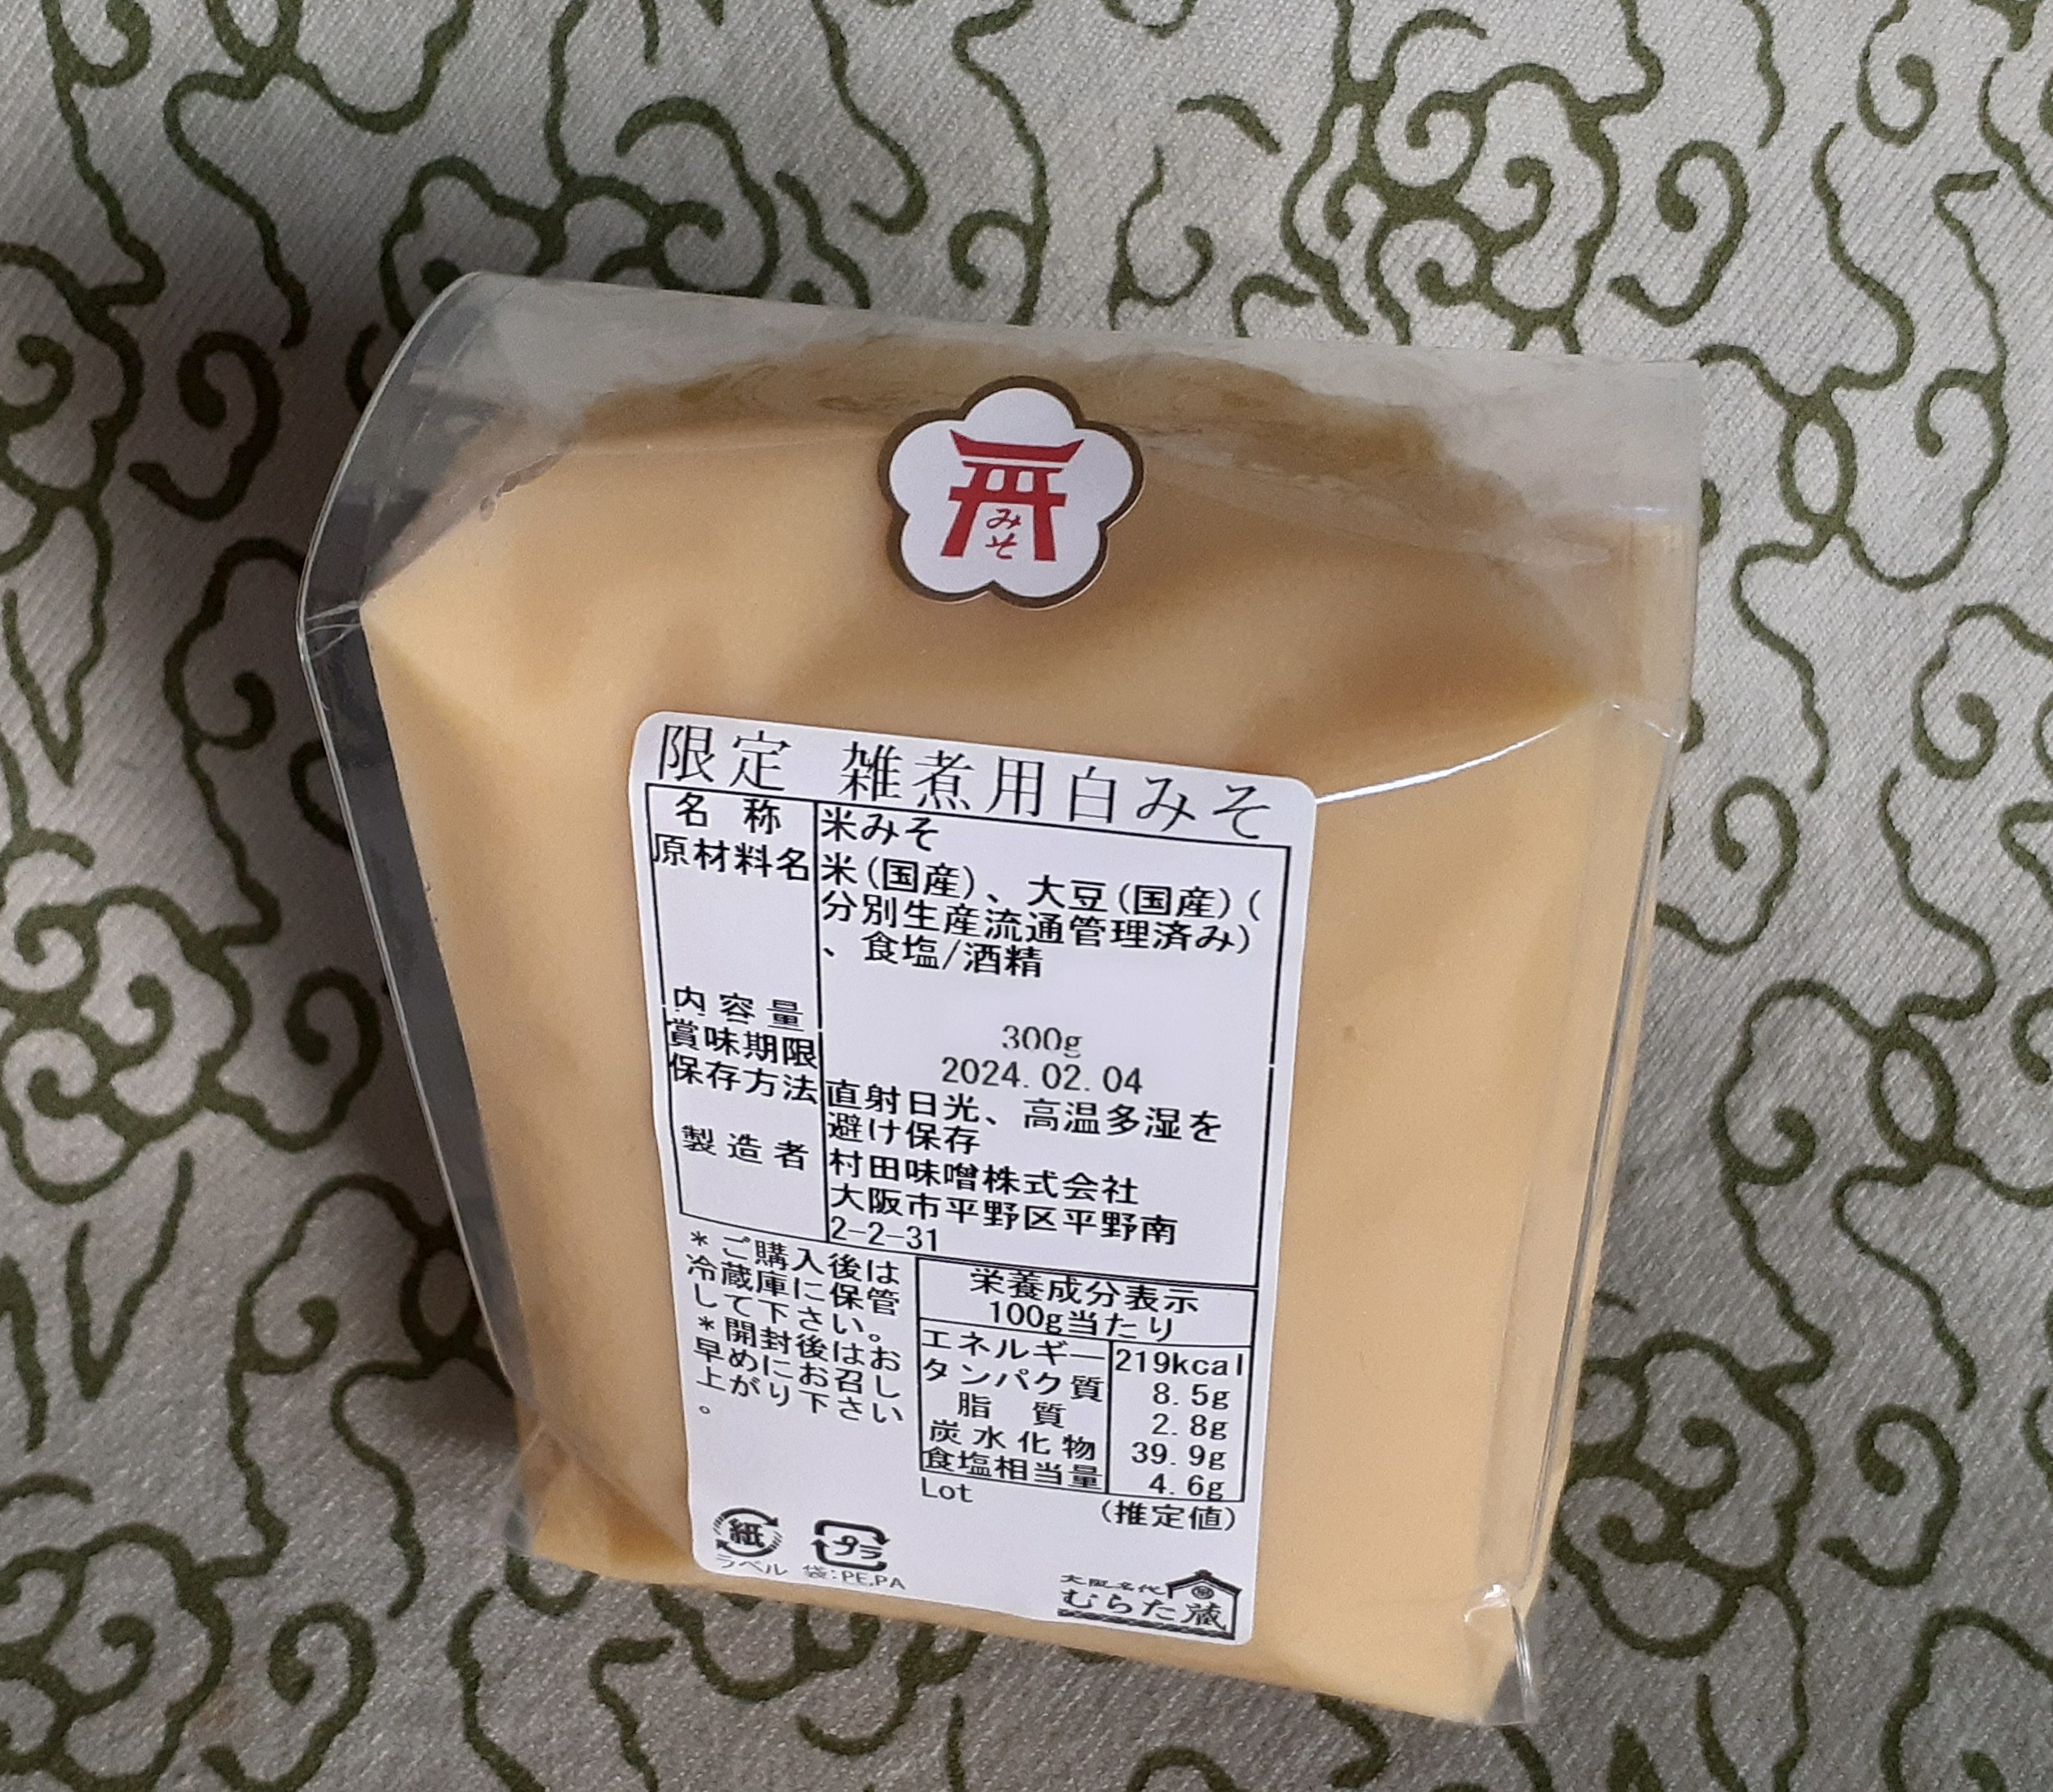 みそ
限定 雑煮用白みそ
名称 米みそ
原材料名 米(国産)、大豆(国産)(
分別生産流通管理済み)
、食塩/酒精
内容量 300g
賞味期限 2024.02.04
保存方法 直射日光、高温多湿を
避け保存
製造者 村田味噌株式会社
大阪市平野区平野南
2-2-31
*ご購入後は
冷蔵庫に保管
して下さい。
*開封後はお
早めにお召し
上がり下さい
。
栄養成分表示
100g当たり
エネルギー 219kcal
タンパク質 8.5g
脂質 2.8g
炭水化物 39.9g
食塩相当量 4.6g
Lot (推定値)
紙
ラベル
プラ
袋:PE,PA
大阪名代
むらた蔵